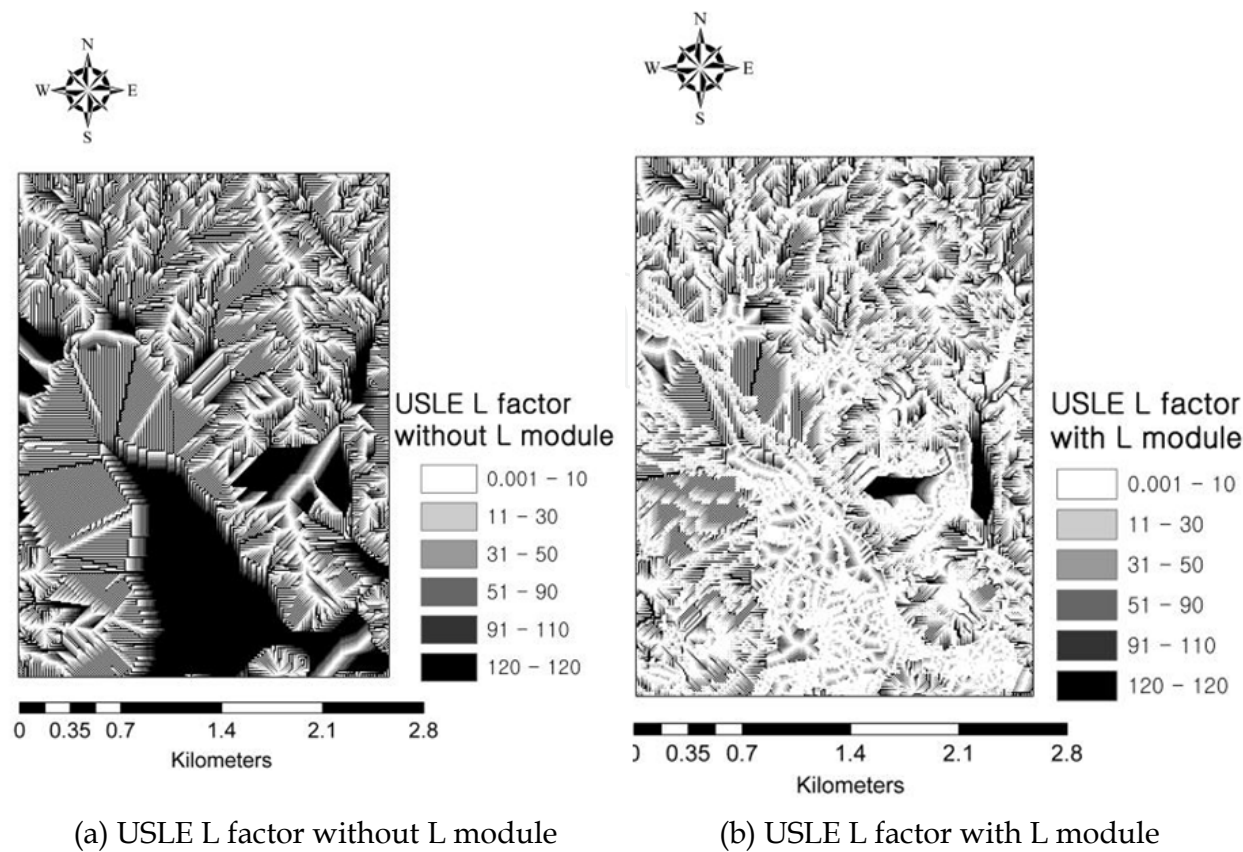 N
W E
S
USLE L factor
without L module
0.001 - 10
11 - 30
31 - 50
51 - 90
91 - 110
120 - 120
0 0.35 0.7 1.4 2.1 2.8
Kilometers
(a) USLE L factor without L module
N
W E
S
USLE L factor
with L module
0.001 - 10
11 - 30
31 - 50
51 - 90
91 - 110
120 - 120
0 0.35 0.7 1.4 2.1 2.8
Kilometers
(b) USLE L factor with L module